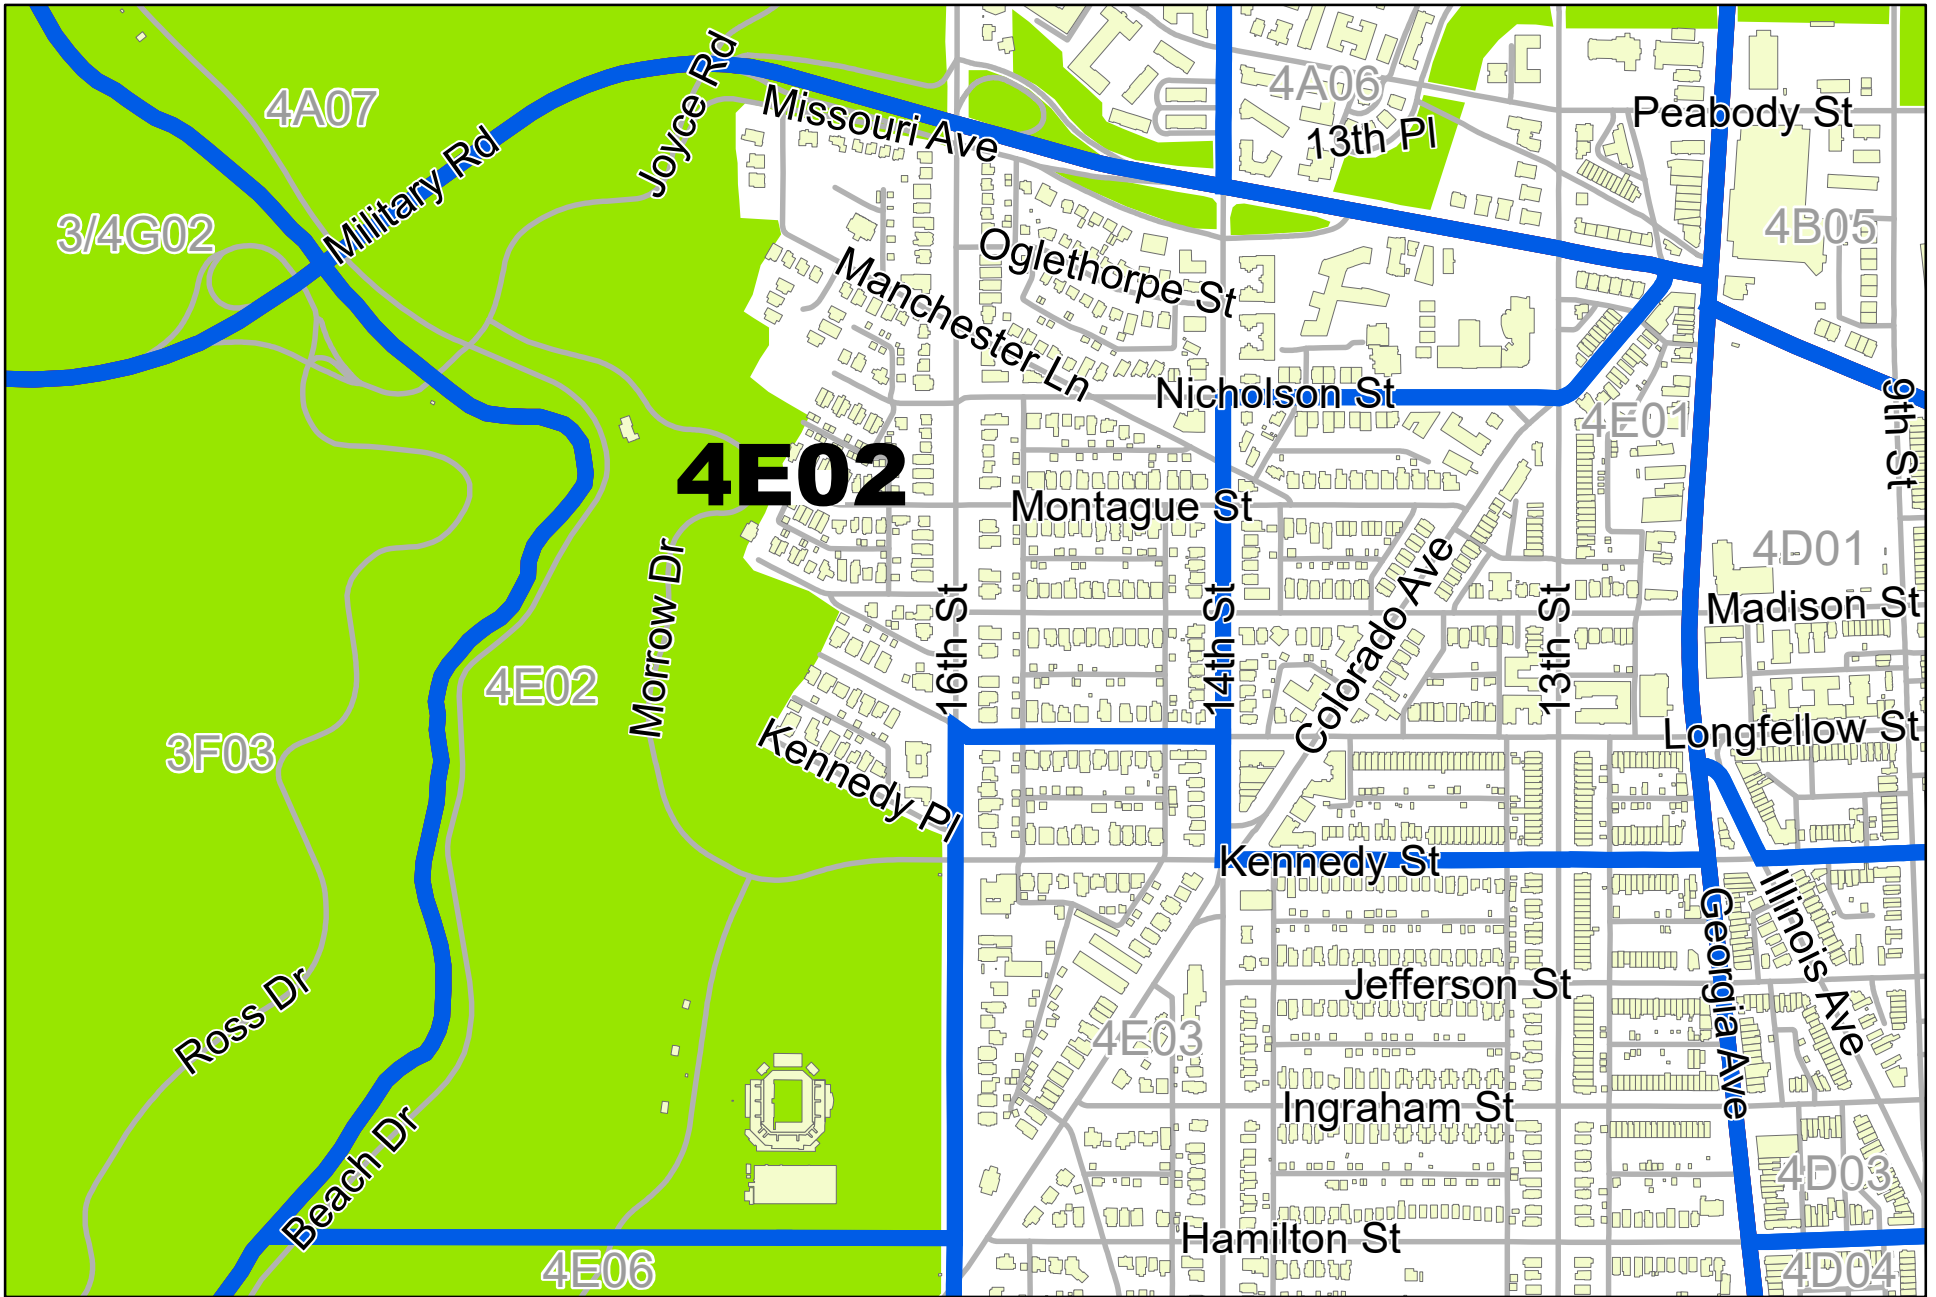 4A07
Joyce Rd
4A06
Peabody St
Missouri Ave
13th Pl
Military Rd
3/4G02
4B05
Oglethorpe St
Manchester Ln
Nicholson St
4E01
9th St
4E02
Montague St
4D01
Morrow Dr
Colorado Ave
Madison St
16th St
14th St
13th St
4E02
3F03
Longfellow St
Kennedy Pl
Kennedy St
Illinois Ave
Georgia Ave
Jefferson St
Ross Dr
4E03
Ingraham St
Beach Dr
4D03
Hamilton St
4E06
4D04